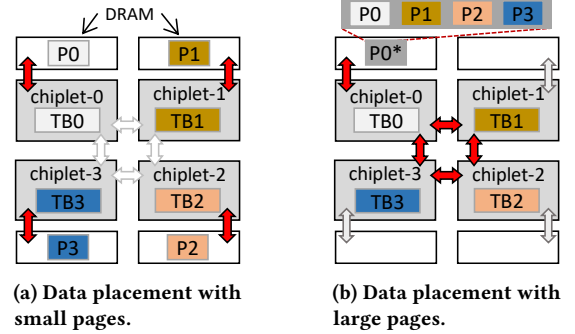 DRAM
P0
P1
chiplet-0
chiplet-1
TB0
TB1
chiplet-3
chiplet-2
TB3
TB2
P3
P2
(a) Data placement with
small pages.
P0 P1 P2 P3
P0*
chiplet-0
chiplet-1
TB0
TB1
chiplet-3
chiplet-2
TB3
TB2
(b) Data placement with
large pages.